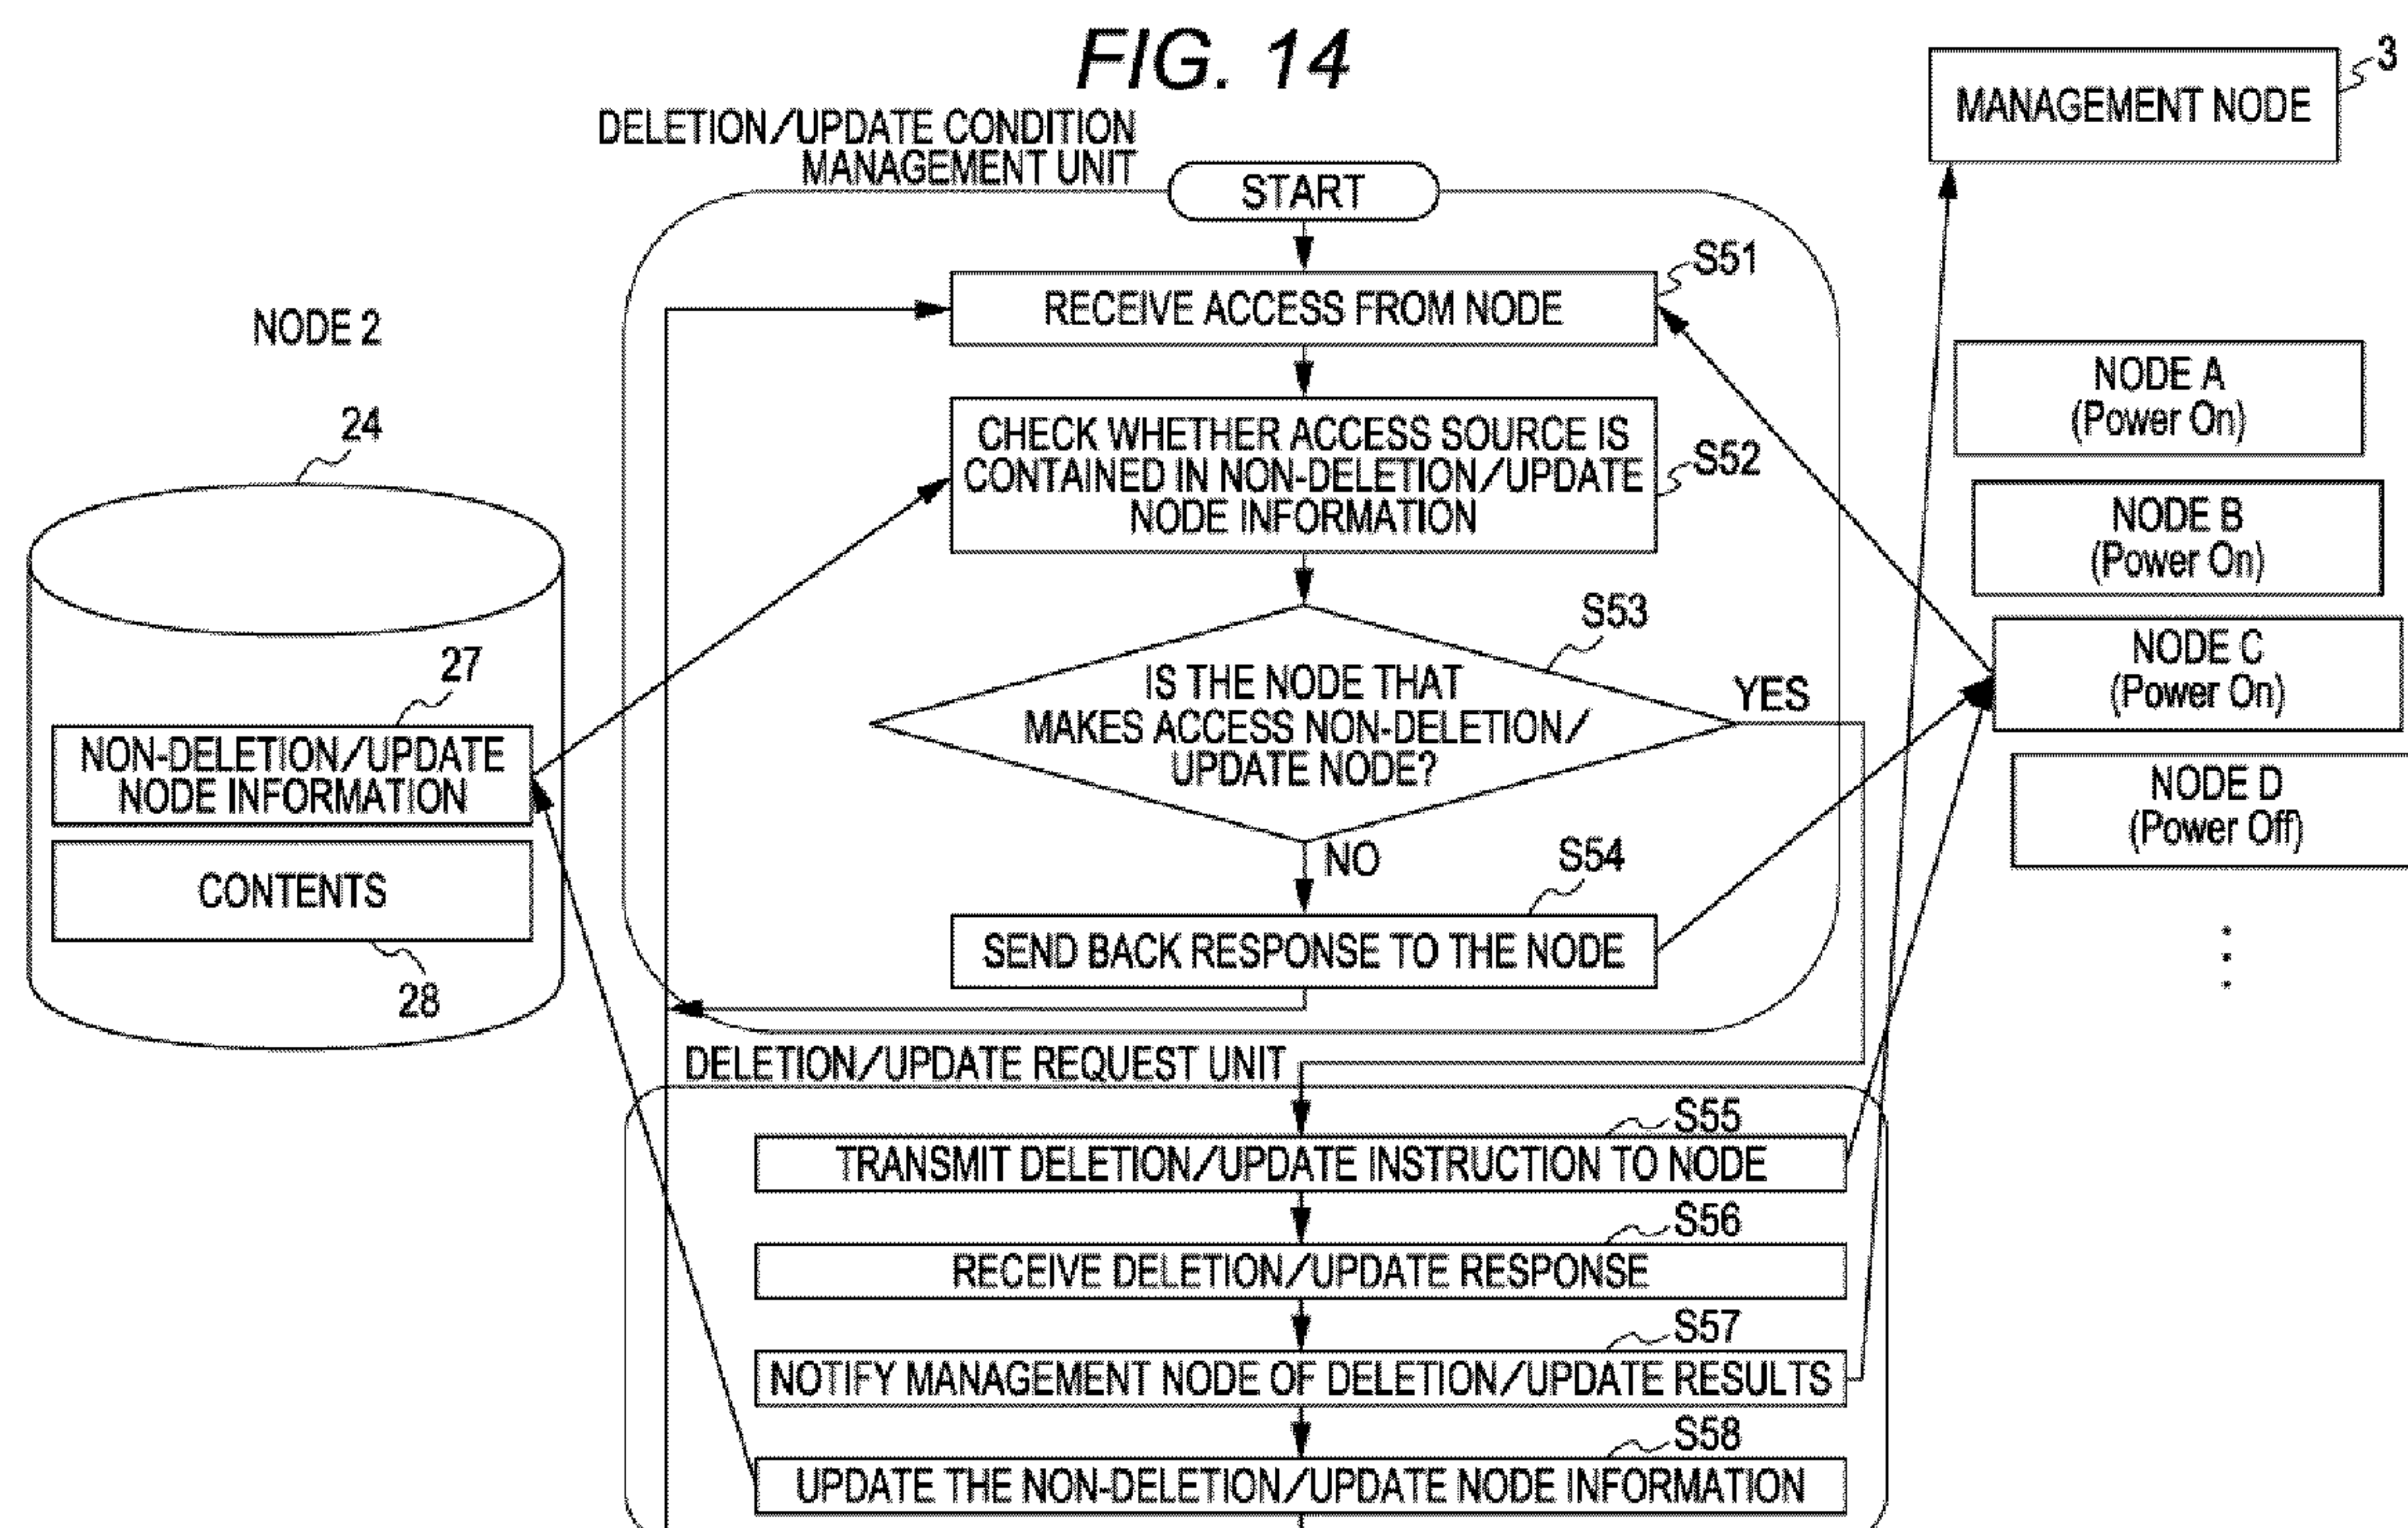 FIG. 14
3
MANAGEMENT NODE
DELETION/UPDATE CONDITION
MANAGEMENT UNIT
START
S51
RECEIVE ACCESS FROM NODE
NODE 2
NODE A
(Power On)
24
CHECK WHETHER ACCESS SOURCE IS
CONTAINED IN NON-DELETION/UPDATE
NODE INFORMATION
S52
NODE B
(Power On)
S53
IS THE NODE THAT
MAKES ACCESS NON-DELETION/
UPDATE NODE?
YES
NODE C
(Power On)
27
NON-DELETION/UPDATE
NODE INFORMATION
NODE D
(Power Off)
NO
S54
CONTENTS
SEND BACK RESPONSE TO THE NODE
28
DELETION/UPDATE REQUEST UNIT
S55
TRANSMIT DELETION/UPDATE INSTRUCTION TO NODE
S56
RECEIVE DELETION/UPDATE RESPONSE
S57
NOTIFY MANAGEMENT NODE OF DELETION/UPDATE RESULTS
S58
UPDATE THE NON-DELETION/UPDATE NODE INFORMATION